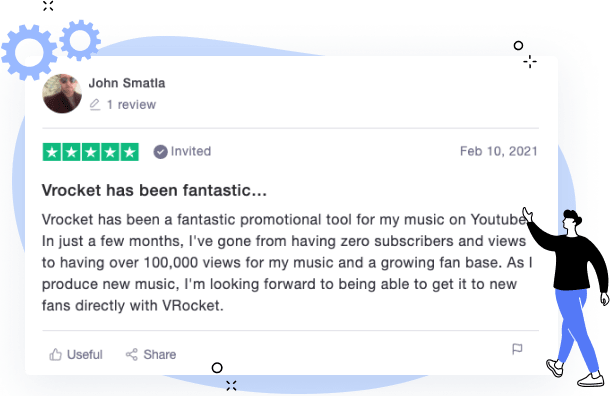 John Smatla
1 review
Invited
Feb 10, 2021
Vrocket has been fantastic...
Vrocket has been a fantastic promotional tool for my music on Youtube
In just a few months, I've gone from having zero subscribers and views
to having over 100,000 views for my music and a growing fan base. As I
produce new music, I'm looking forward to being able to get it to new
fans directly with VRocket.
Useful
Share